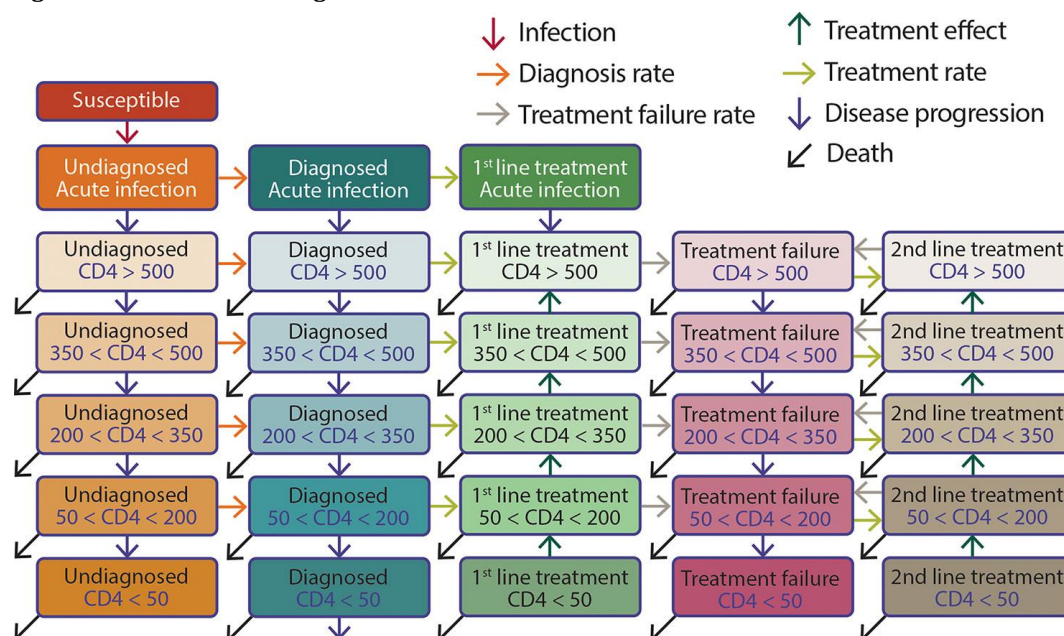 Infection
Diagnosis rate
Treatment failure rate
Treatment effect
Treatment rate
Disease progression
Death
Susceptible
Undiagnosed
Acute infection
Diagnosed
Acute infection
1st line treatment
Acute infection
Undiagnosed
CD4 > 500
Diagnosed
CD4 > 500
1st line treatment
CD4 > 500
Treatment failure
CD4 > 500
2nd line treatment
CD4 > 500
Undiagnosed
350 < CD4 < 500
Diagnosed
350 < CD4 < 500
1st line treatment
350 < CD4 < 500
Treatment failure
350 < CD4 < 500
2nd line treatment
350 < CD4 < 500
Undiagnosed
200 < CD4 < 350
Diagnosed
200 < CD4 < 350
1st line treatment
200 < CD4 < 350
Treatment failure
200 < CD4 < 350
2nd line treatment
200 < CD4 < 350
Undiagnosed
50 < CD4 < 200
Diagnosed
50 < CD4 < 200
1st line treatment
50 < CD4 < 200
Treatment failure
50 < CD4 < 200
2nd line treatment
50 < CD4 < 200
Undiagnosed
CD4 < 50
Diagnosed
CD4 < 50
1st line treatment
CD4 < 50
Treatment failure
CD4 < 50
2nd line treatment
CD4 < 50